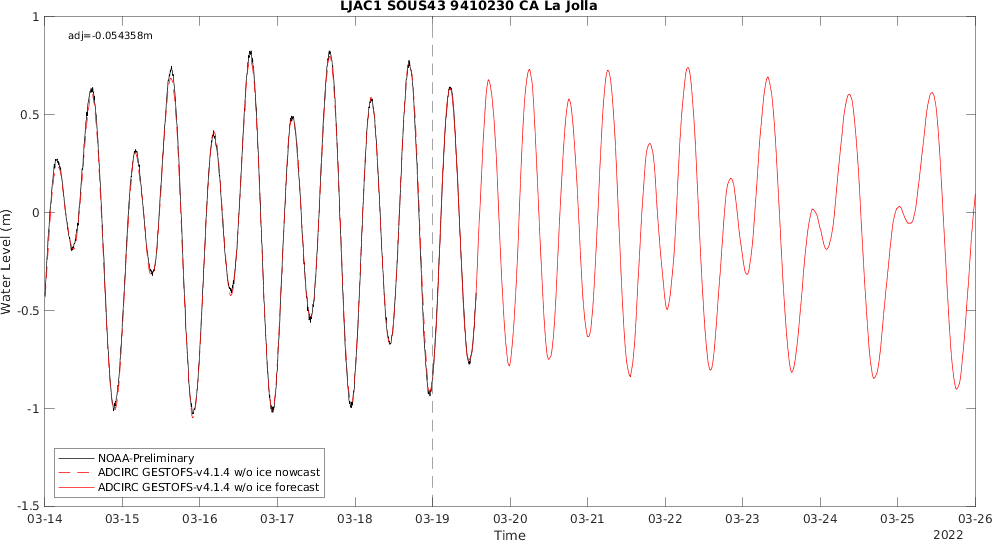 LJAC1 SOUS43 9410230 CA La Jolla
adj=-0.054358m
1
0.5
0
-0.5
-1
-1.5
Water Level (m)
NOAA-Preliminary
ADCIRC GESTOFS-v4.1.4 w/o ice nowcast
ADCIRC GESTOFS-v4.1.4 w/o ice forecast
03-14 03-15 03-16 03-17 03-18 03-19 03-20 03-21 03-22 03-23 03-24 03-25 03-26
Time
2022